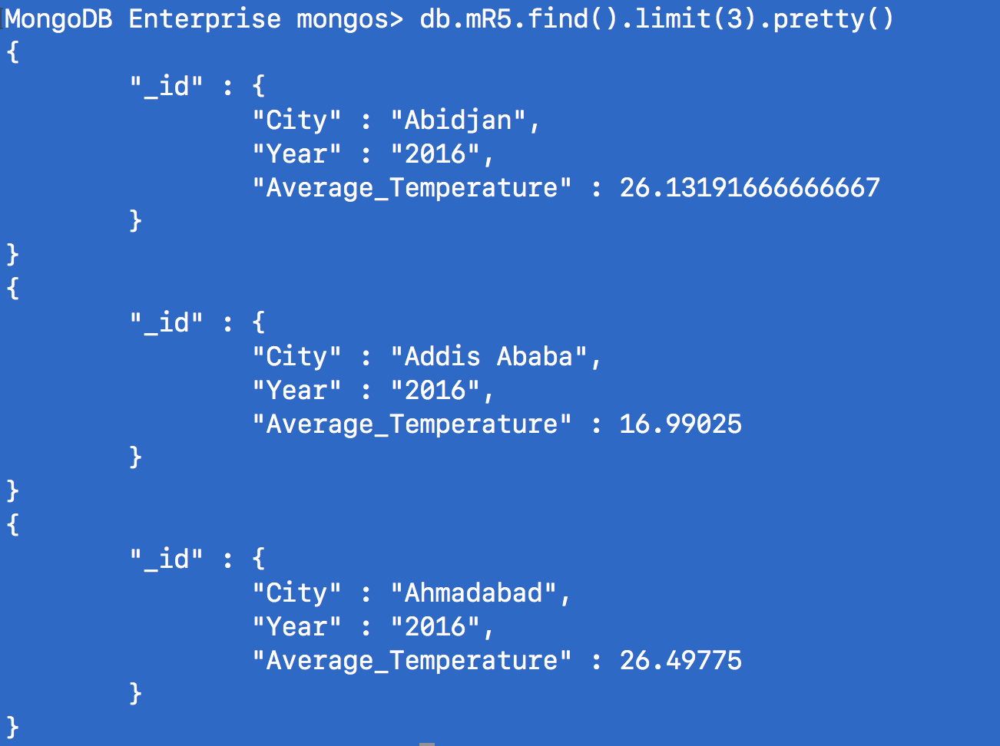 MongoDB Enterprise mongos> db.mR5.find().limit(3).pretty()
{
"_id" : {
"City" : "Abidjan",
"Year" : "2016",
"Average_Temperature" : 26.13191666666667
}
}
{
"_id" : {
"City" : "Addis Ababa",
"Year" : "2016",
"Average_Temperature" : 16.99025
}
}
{
"_id" : {
"City" : "Ahmadabad",
"Year" : "2016",
"Average_Temperature" : 26.49775
}
}